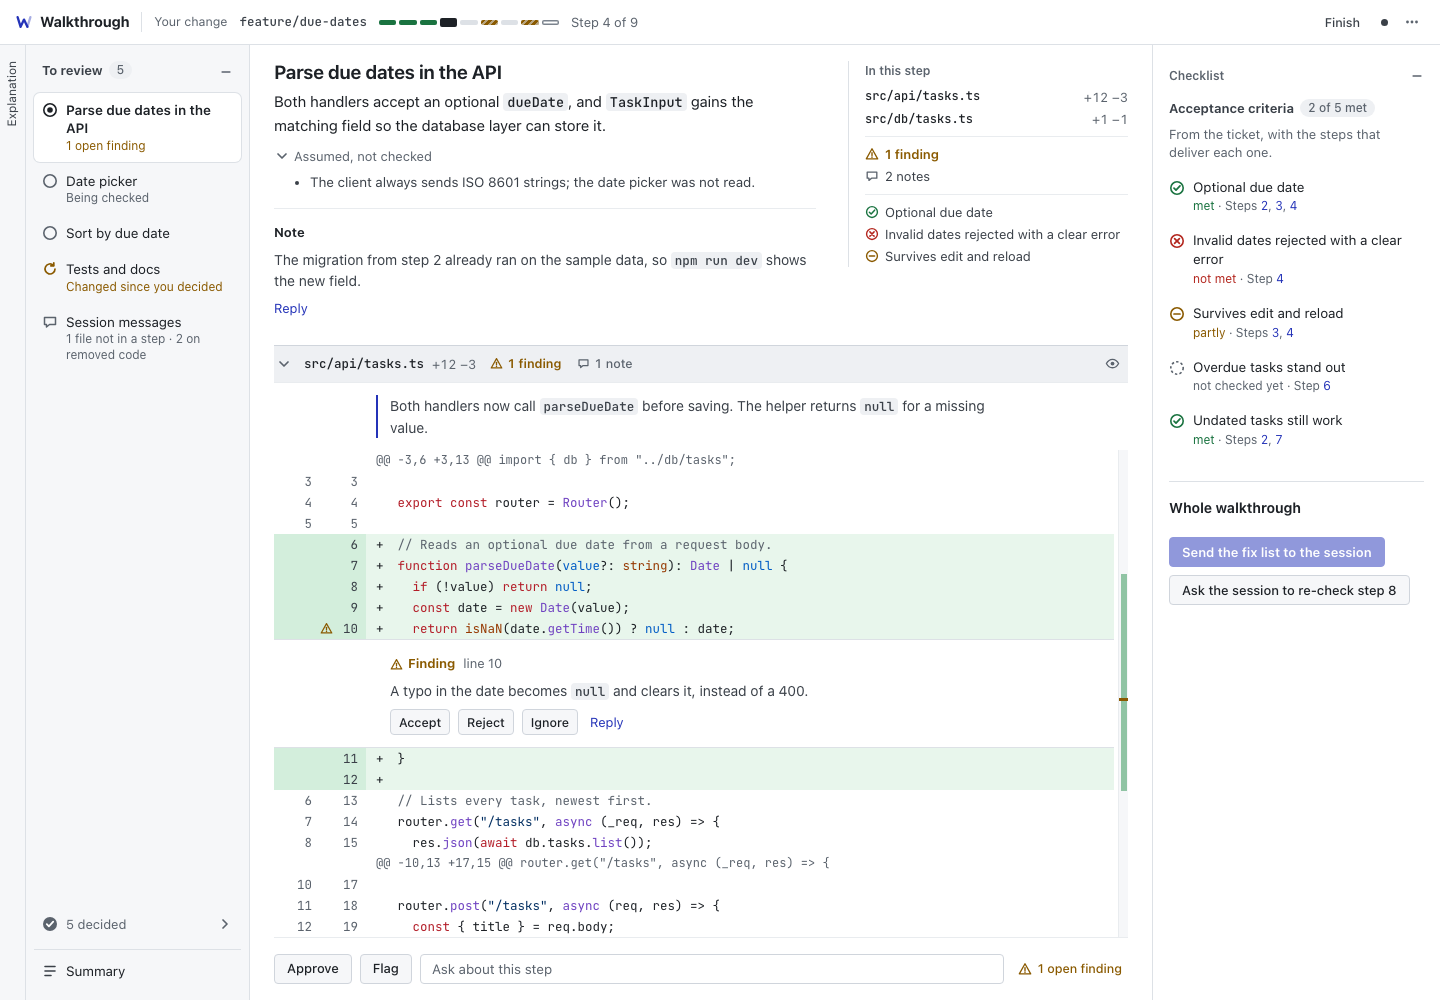 Walkthrough
Your change feature/due-dates Step 4 of 9
Finish
Explanation
To review 5
Parse due dates in the
API
1 open finding
Date picker
Being checked
Sort by due date
Tests and docs
Changed since you decided
Session messages
1 file not in a step · 2 on
removed code
5 decided
Summary
Parse due dates in the API
Both handlers accept an optional dueDate, and TaskInput gains the
matching field so the database layer can store it.
Assumed, not checked
• The client always sends ISO 8601 strings; the date picker was not read.
Note
The migration from step 2 already ran on the sample data, so npm run dev shows
the new field.
Reply
In this step
src/api/tasks.ts +12 −3
src/db/tasks.ts +1 −1
1 finding
2 notes
Optional due date
Invalid dates rejected with a clear error
Survives edit and reload
src/api/tasks.ts +12 −3 1 finding 1 note
Both handlers now call parseDueDate before saving. The helper returns null for a missing
value.
@@ -3,6 +3,13 @@ import { db } from "../db/tasks";
3 3
4 4 export const router = Router();
5 5
6 + // Reads an optional due date from a request body.
7 + function parseDueDate(value?: string): Date | null {
8 + if (!value) return null;
9 + const date = new Date(value);
10 + return isNaN(date.getTime()) ? null : date;
Finding line 10
A typo in the date becomes null and clears it, instead of a 400.
Accept Reject Ignore Reply
11 + }
12 +
6 13 // Lists every task, newest first.
7 14 router.get("/tasks", async (_req, res) => {
8 15 res.json(await db.tasks.list());
@@ -10,13 +17,15 @@ router.get("/tasks", async (_req, res) => {
10 17
11 18 router.post("/tasks", async (req, res) => {
12 19 const { title } = req.body;
Approve Flag Ask about this step 1 open finding
Checklist
Acceptance criteria 2 of 5 met
From the ticket, with the steps that
deliver each one.
Optional due date
met · Steps 2, 3, 4
Invalid dates rejected with a clear
error
not met · Step 4
Survives edit and reload
partly · Steps 3, 4
Overdue tasks stand out
not checked yet · Step 6
Undated tasks still work
met · Steps 2, 7
Whole walkthrough
Send the fix list to the session
Ask the session to re-check step 8